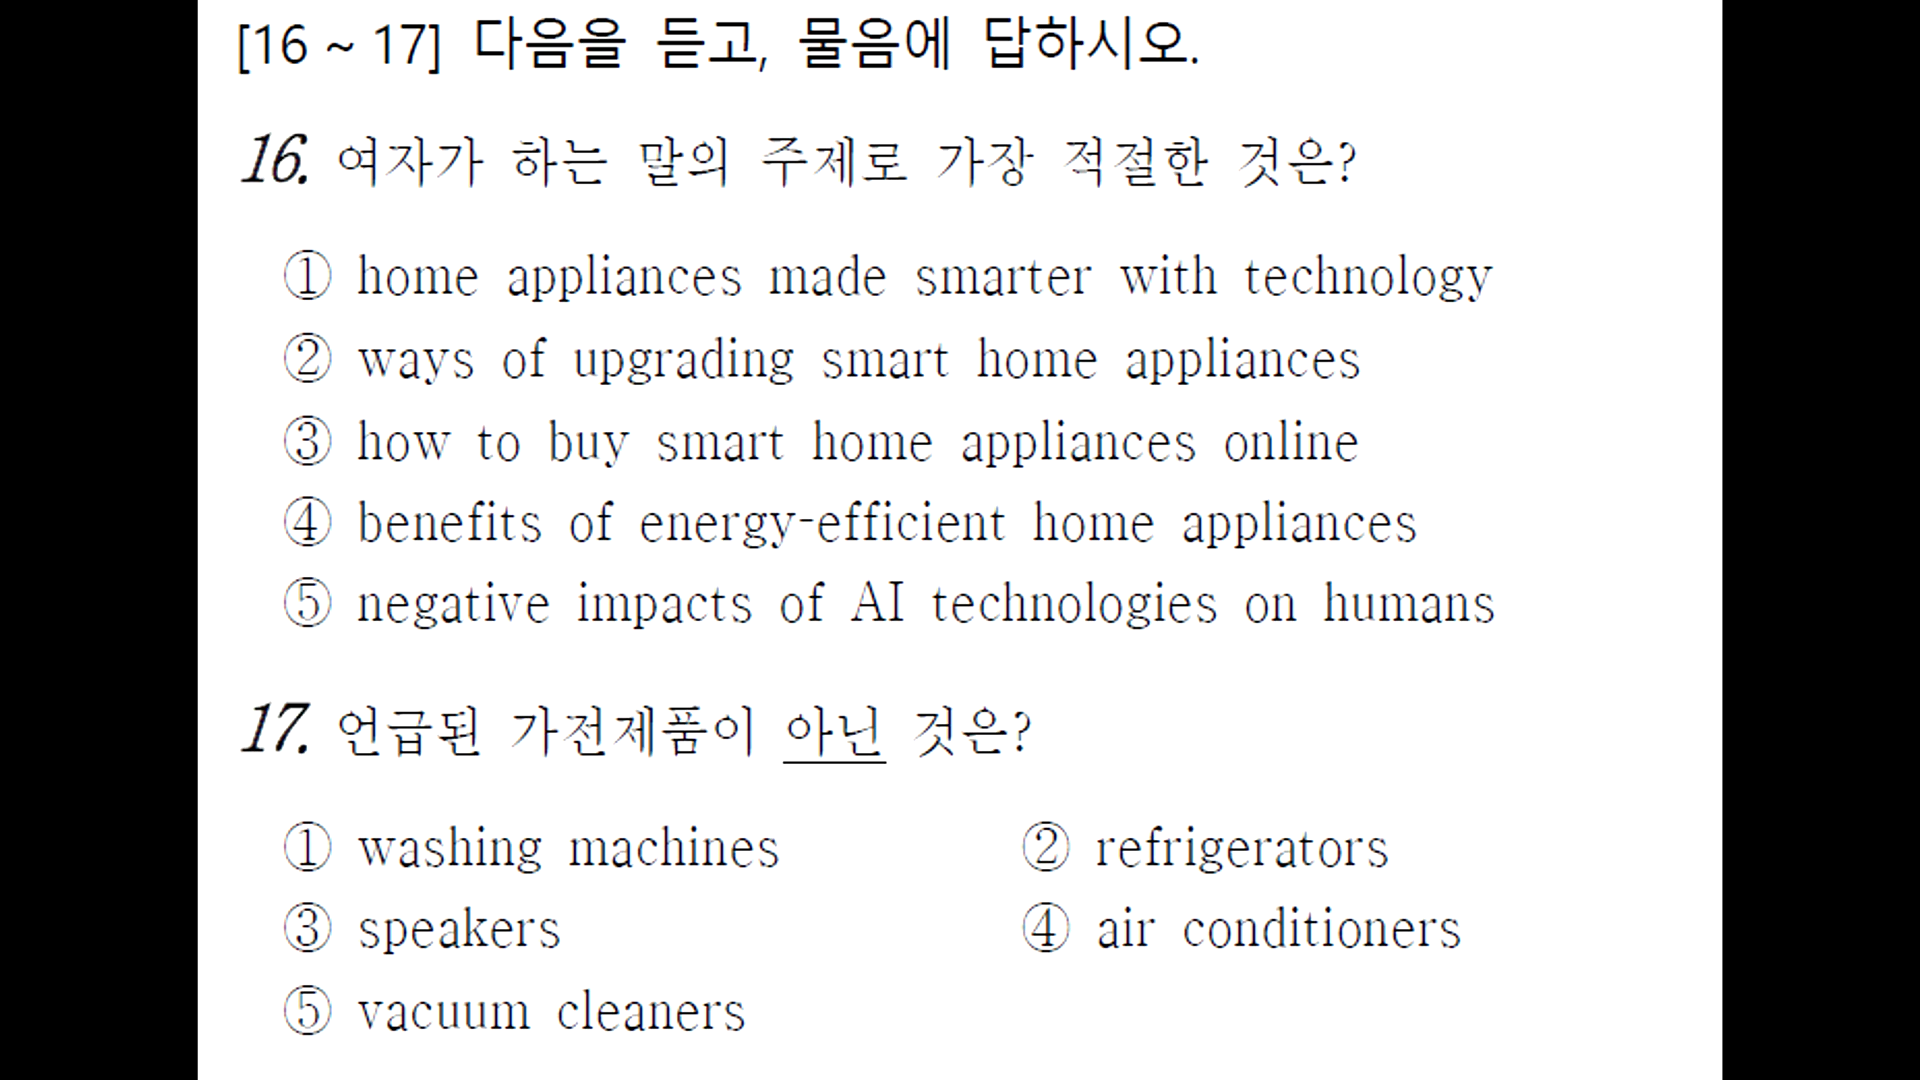 [16 ~ 17] 다음을 듣고, 물음에 답하시오.
16. 여자가 하는 말의 주제로 가장 적절한 것은?
① home appliances made smarter with technology
② ways of upgrading smart home appliances
③ how to buy smart home appliances online
④ benefits of energy-efficient home appliances
⑤ negative impacts of AI technologies on humans
17. 언급된 가전제품이 아닌 것은?
① washing machines ② refrigerators
③ speakers ④ air conditioners
⑤ vacuum cleaners